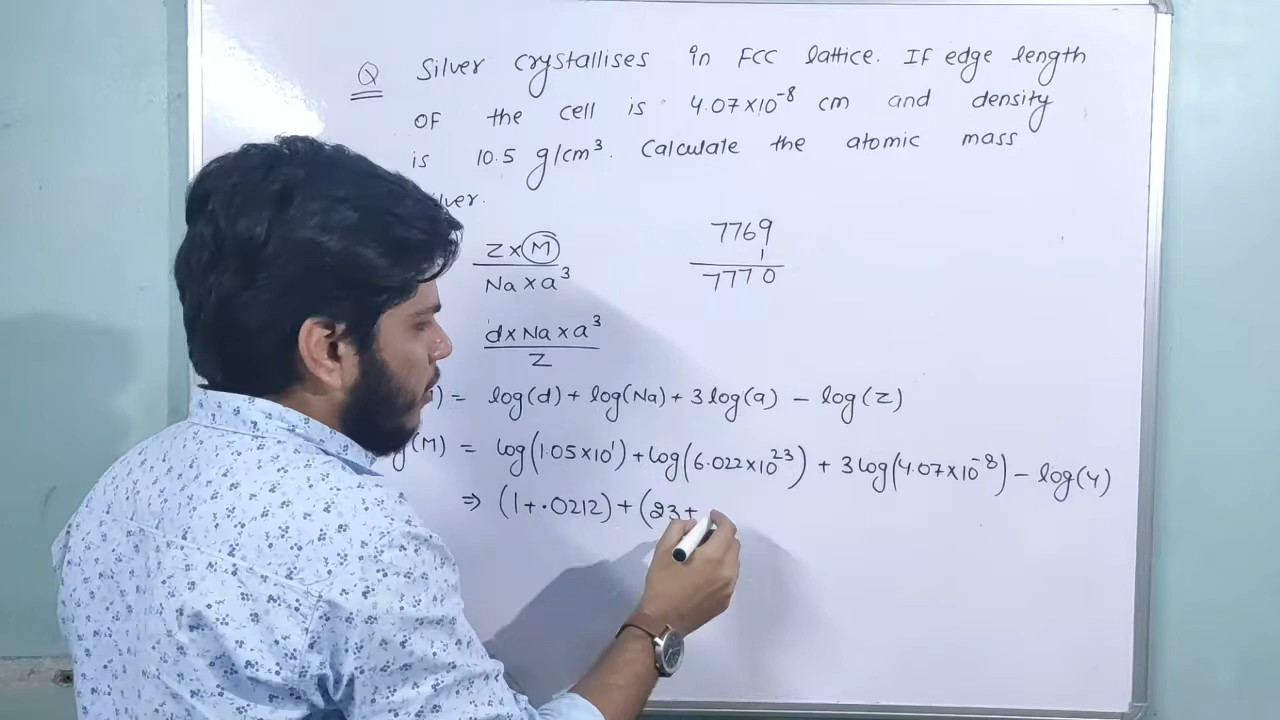 Q Silver crystallises in FCC lattice. If edge length
OF the cell is 4.07×10⁻⁸ cm and density
is 10.5 g/cm³. Calculate the atomic mass
lver.
Z×M
Na×a³
7769
1
7770
d×Na×a³
Z
) = log(d) + log(Na) + 3 log(a) − log(Z)
(M) = log(1.05×10¹) + log(6.022×10²³) + 3 log(4.07×10⁻⁸) − log(4)
⇒ (1+.0212) + (23+